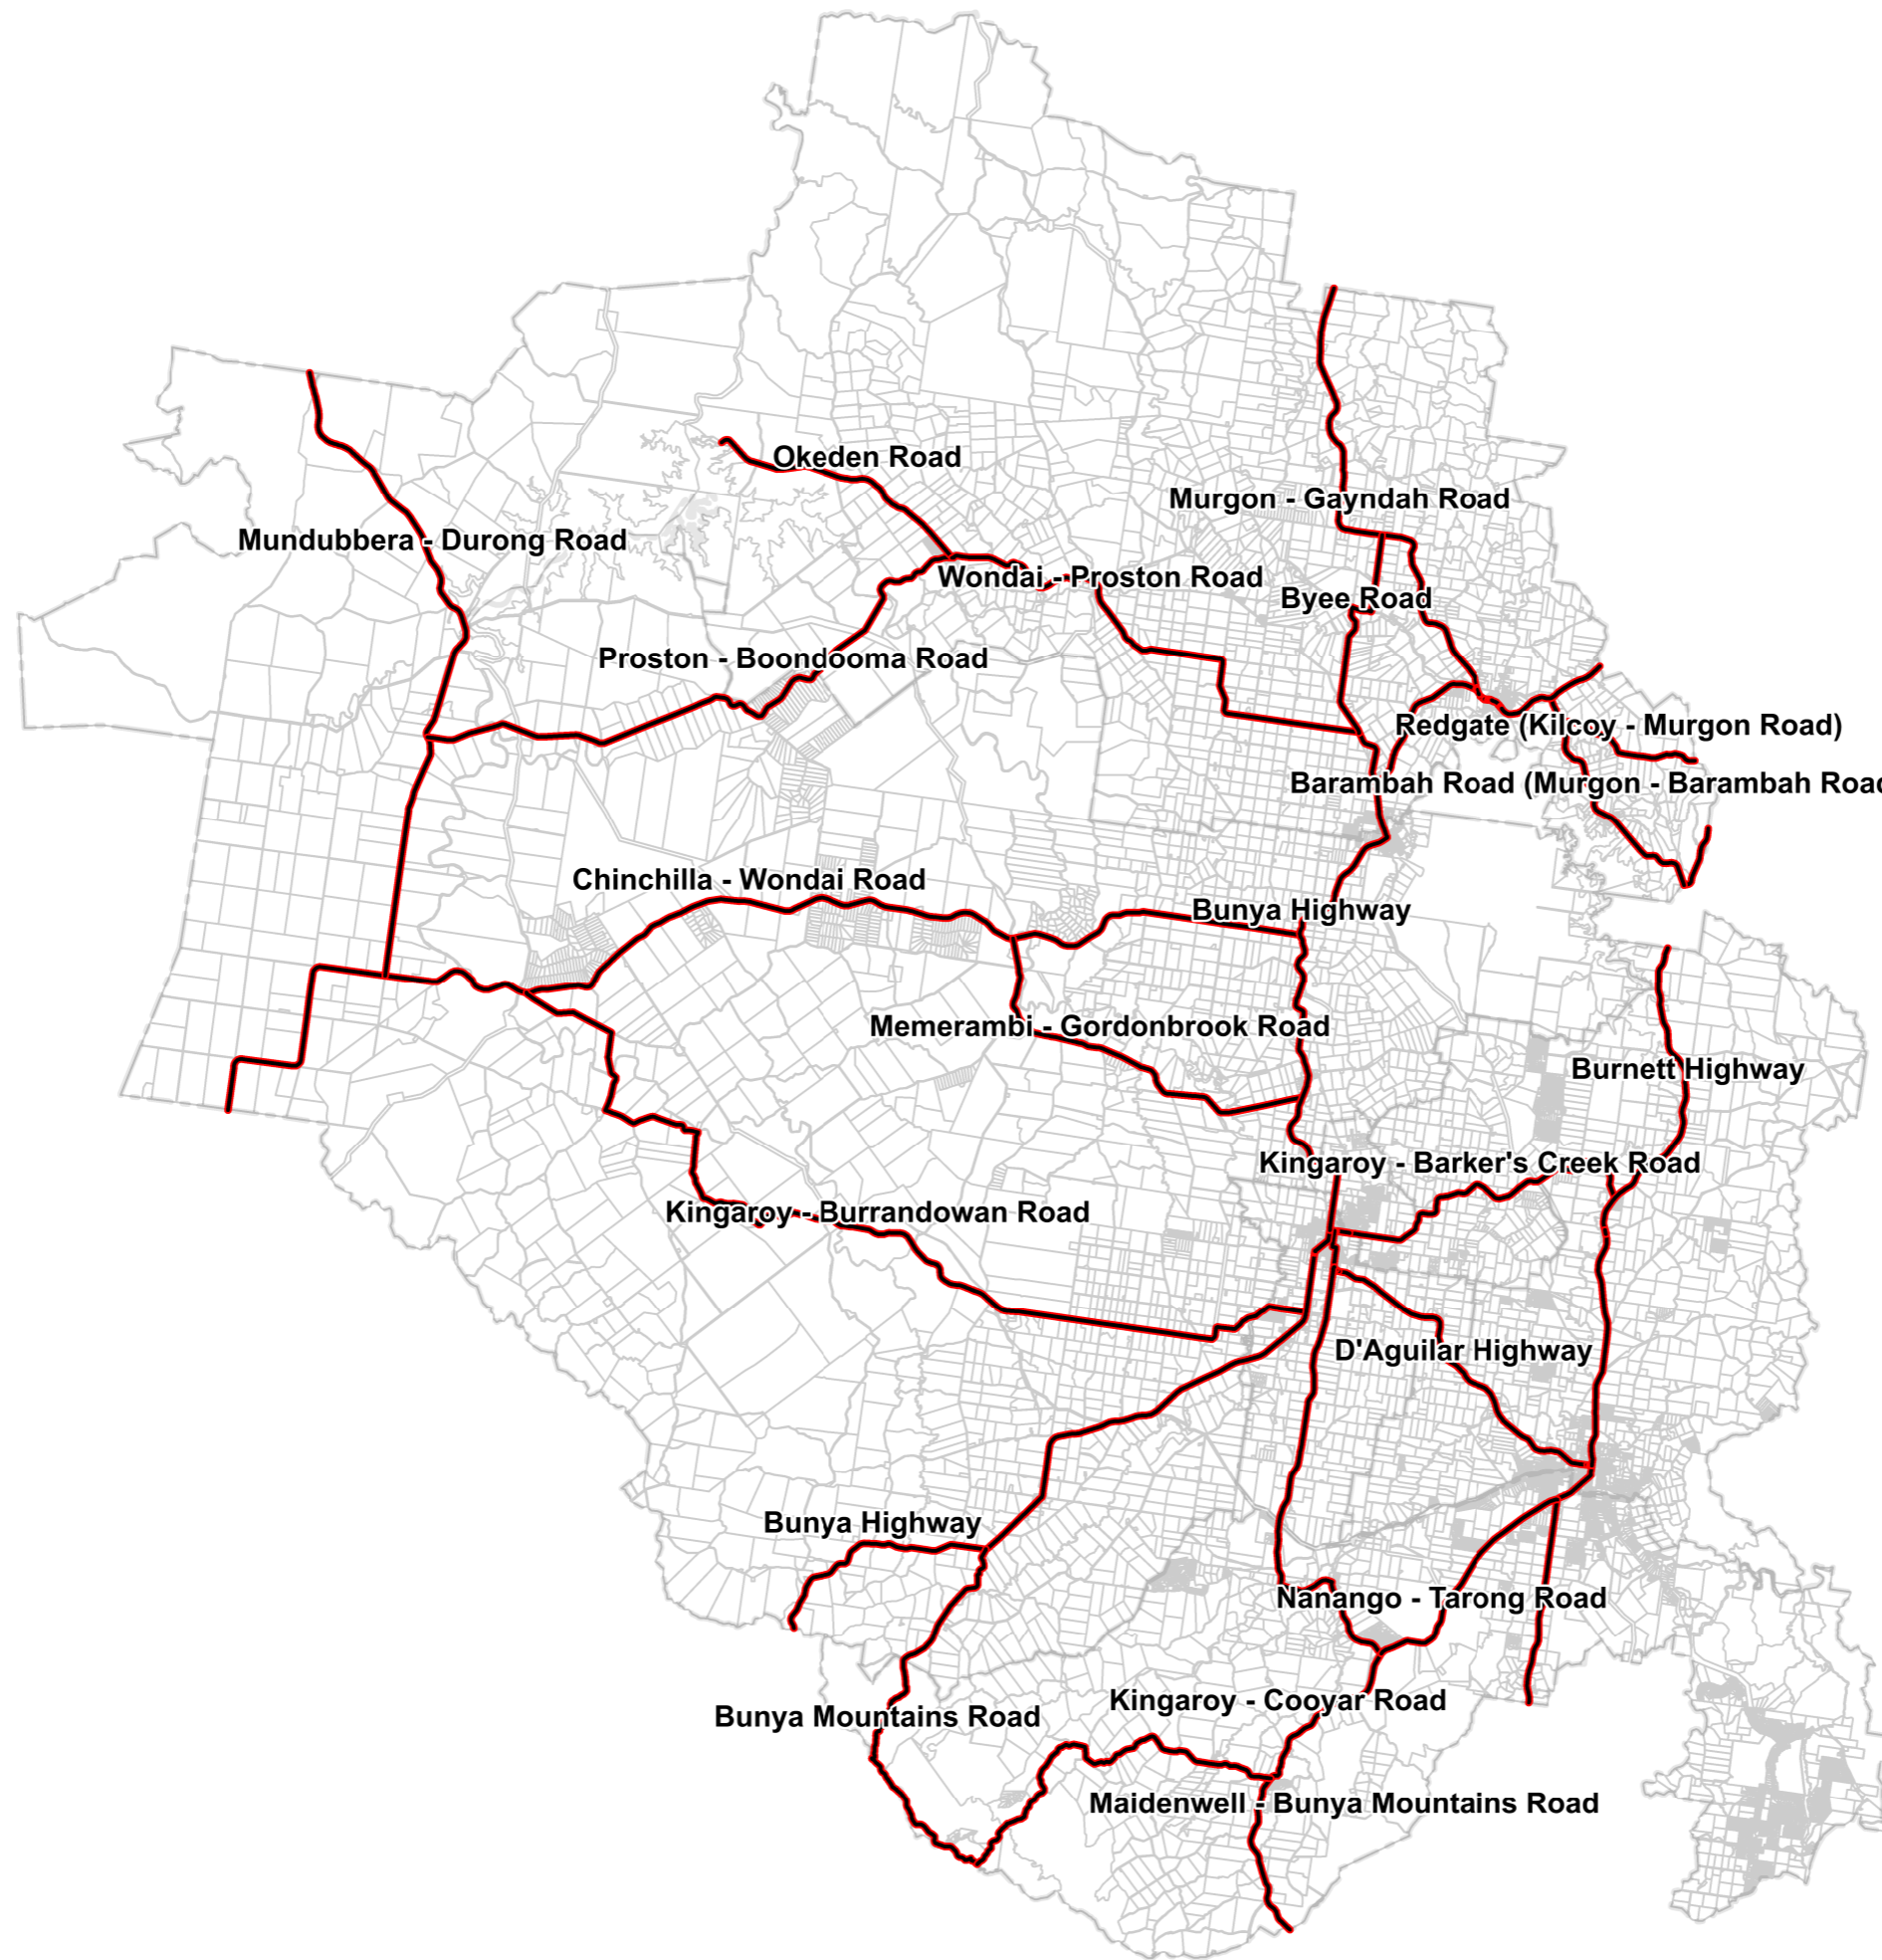 Okeden Road
Murgon - Gayndah Road
Mundubbera - Durong Road
Wondai - Proston Road
Byee Road
Proston - Boondooma Road
Redgate (Kilcoy - Murgon Road)
Barambah Road (Murgon - Barambah Road
Chinchilla - Wondai Road
Bunya Highway
Memerambi - Gordonbrook Road
Burnett Highway
Kingaroy - Barker's Creek Road
Kingaroy - Burrandowan Road
D'Aguilar Highway
Bunya Highway
Nanango - Tarong Road
Kingaroy - Cooyar Road
Bunya Mountains Road
Maidenwell - Bunya Mountains Road